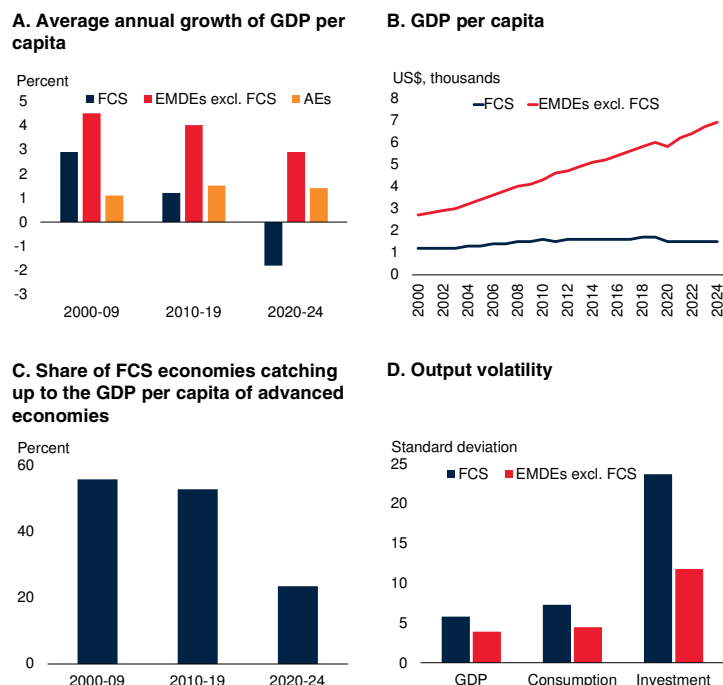 A. Average annual growth of GDP per
capita
Percent
FCS EMDEs excl. FCS AEs
5
4
3
2
1
0
-1
-2
-3
2000-09 2010-19 2020-24
B. GDP per capita
US$, thousands
FCS EMDEs excl. FCS
8
7
6
5
4
3
2
1
0
2000 2002 2004 2006 2008 2010 2012 2014 2016 2018 2020 2022 2024
C. Share of FCS economies catching
up to the GDP per capita of advanced
economies
Percent
60
40
20
0
2000-09 2010-19 2020-24
D. Output volatility
Standard deviation
25
FCS EMDEs excl. FCS
20
15
10
5
0
GDP Consumption Investment